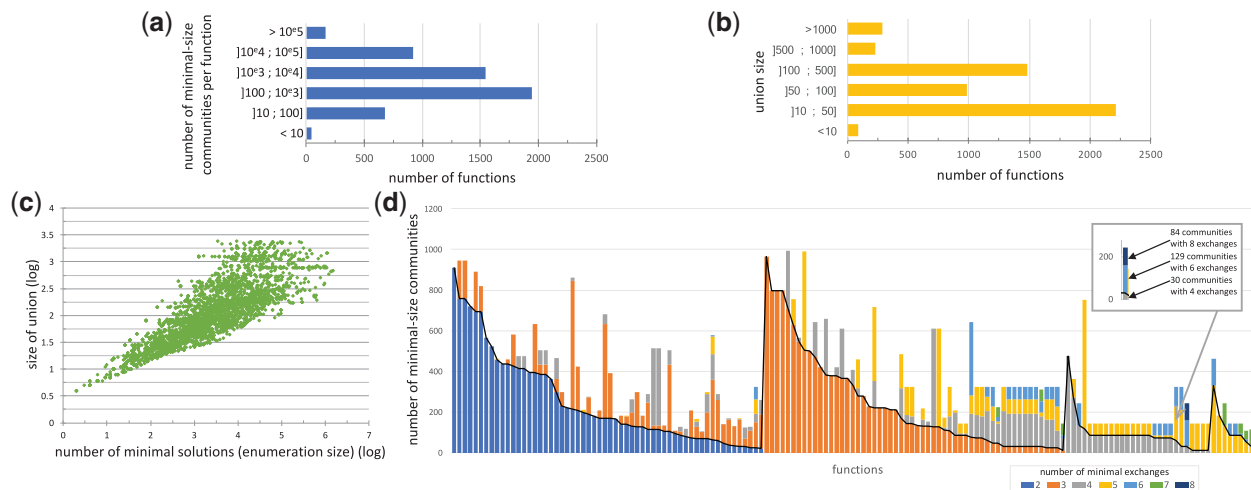 (a)
number of minimal-size
communities per function
> 10ᵉ5
]10ᵉ4 ; 10ᵉ5]
]10ᵉ3 ; 10ᵉ4]
]100 ; 10ᵉ3]
]10 ; 100]
< 10
0 500 1000 1500 2000 2500
number of functions
(b)
union size
>1000
]500 ; 1000]
]100 ; 500]
]50 ; 100]
]10 ; 50]
<10
0 500 1000 1500 2000 2500
number of functions
(c)
size of union (log)
4
3.5
3
2.5
2
1.5
1
0.5
0
0 1 2 3 4 5 6 7
number of minimal solutions (enumeration size) (log)
(d)
number of minimal-size communities
1200
1000
800
600
400
200
0
functions
200
0
84 communities
with 8 exchanges
129 communities
with 6 exchanges
30 communities
with 4 exchanges
number of minimal exchanges
2 3 4 5 6 7 8